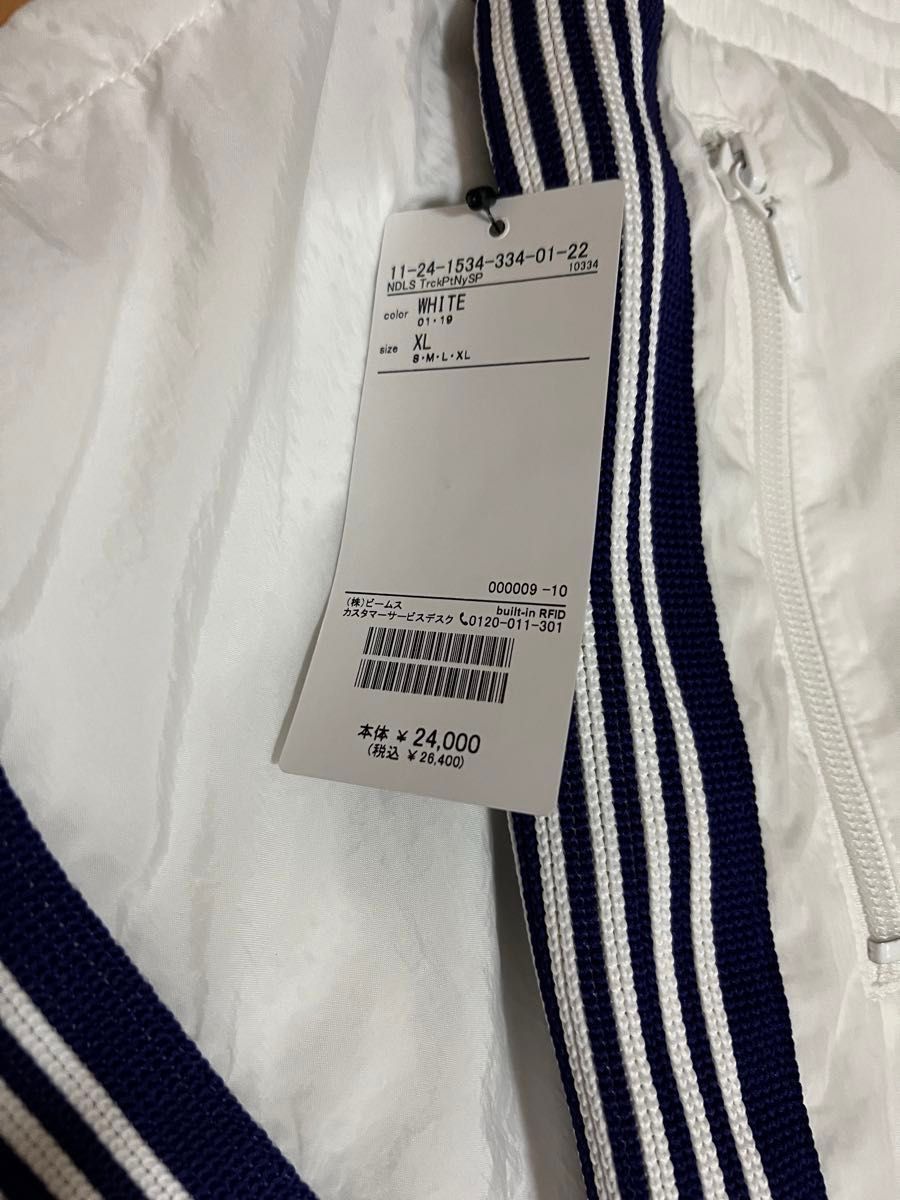 11-24-1534-334-01-22
NDLS TrckPtNySP 10334
color WHITE
01・19
size XL
S・M・L・XL
000009 -10
(株)ビームス built-in RFID
カスタマーサービスデスク 0120-011-301
本体 ¥ 24,000
(税込 ¥ 26,400)